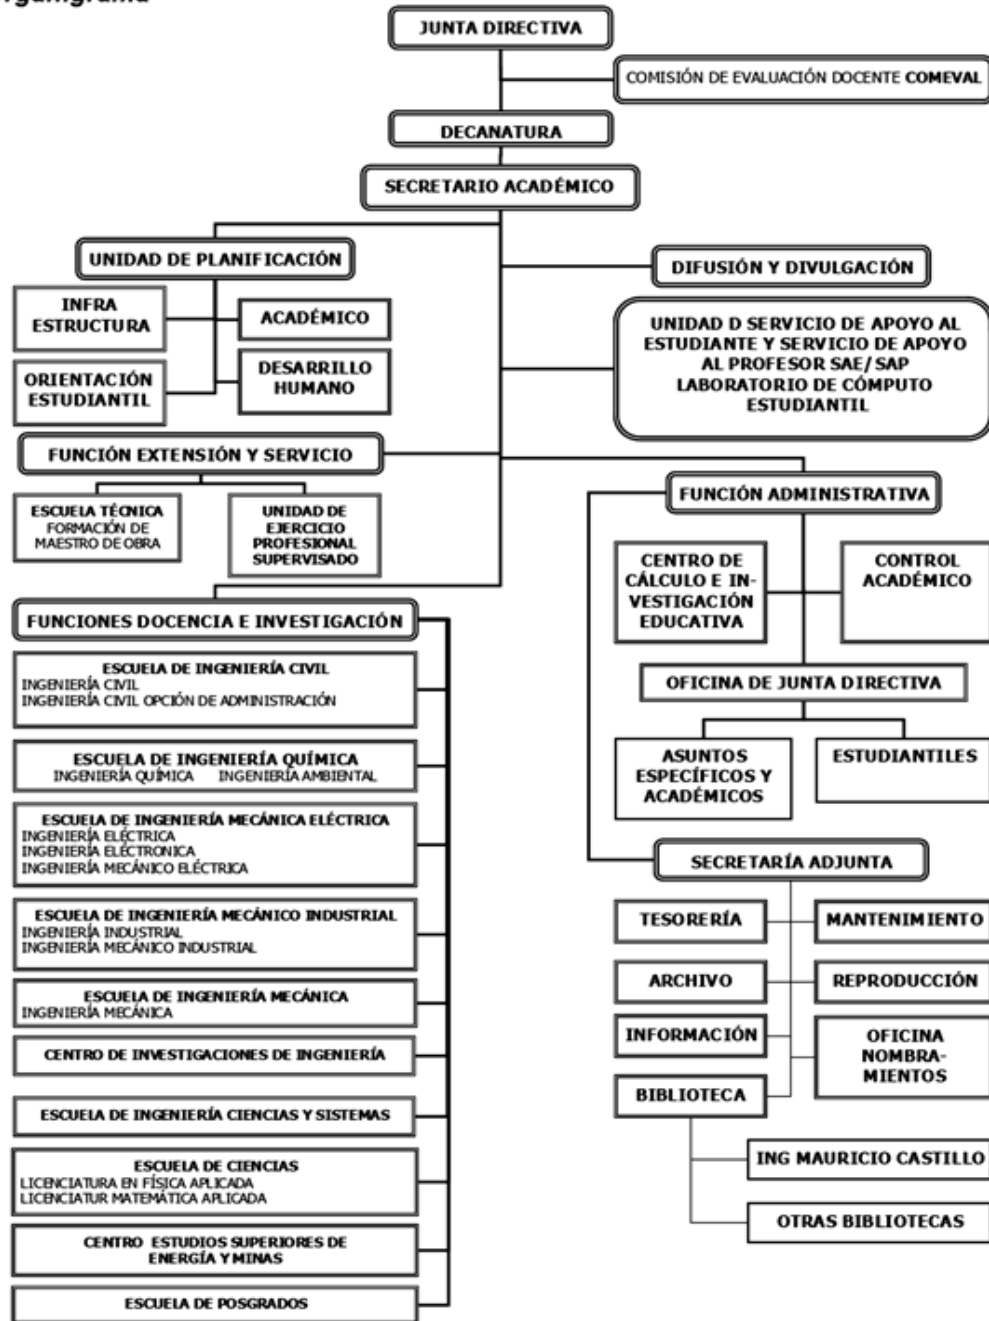 Organigrama
JUNTA DIRECTIVA
COMISIÓN DE EVALUACIÓN DOCENTE COMEVAL
DECANATURA
SECRETARIO ACADÉMICO
UNIDAD DE PLANIFICACIÓN
INFRA
ESTRUCTURA
ACADÉMICO
ORIENTACIÓN
ESTUDIANTIL
DESARRILLO
HUMANO
DIFUSIÓN Y DIVULGACIÓN
UNIDAD D SERVICIO DE APOYO AL
ESTUDIANTE Y SERVICIO DE APOYO
AL PROFESOR SAE/ SAP
LABORATORIO DE CÓMPUTO
ESTUDIANTIL
FUNCIÓN EXTENSIÓN Y SERVICIO
ESCUELA TÉCNICA
FORMACIÓN DE
MAESTRO DE OBRA
UNIDAD DE
EJERCICIO
PROFESIONAL
SUPERVISADO
FUNCIÓN ADMINISTRATIVA
CENTRO DE
CÁLCULO E IN-
VESTIGACIÓN
EDUCATIVA
CONTROL
ACADÉMICO
OFICINA DE JUNTA DIRECTIVA
ASUNTOS
ESPECÍFICOS Y
ACADÉMICOS
ESTUDIANTILES
SECRETARÍA ADJUNTA
TESORERÍA
MANTENIMIENTO
ARCHIVO
REPRODUCCIÓN
INFORMACIÓN
OFICINA
NOMBRA-
MIENTOS
BIBLIOTECA
ING MAURICIO CASTILLO
OTRAS BIBLIOTECAS
FUNCIONES DOCENCIA E INVESTIGACIÓN
ESCUELA DE INGENIERÍA CIVIL
INGENIERÍA CIVIL
INGENIERÍA CIVIL OPCIÓN DE ADMINISTRACIÓN
ESCUELA DE INGENIERÍA QUÍMICA
INGENIERÍA QUÍMICA INGENIERÍA AMBIENTAL
ESCUELA DE INGENIERÍA MECÁNICA ELÉCTRICA
INGENIERÍA ELÉCTRICA
INGENIERÍA ELÉCTRONICA
INGENIERÍA MECÁNICO ELÉCTRICA
ESCUELA DE INGENIERÍA MECÁNICO INDUSTRIAL
INGENIERÍA INDUSTRIAL
INGENIERÍA MECÁNICO INDUSTRIAL
ESCUELA DE INGENIERÍA MECÁNICA
INGENIERÍA MECÁNICA
CENTRO DE INVESTIGACIONES DE INGENIERÍA
ESCUELA DE INGENIERÍA CIENCIAS Y SISTEMAS
ESCUELA DE CIENCIAS
LICENCIATURA EN FÍSICA APLICADA
LICENCIATUR MATEMÁTICA APLICADA
CENTRO ESTUDIOS SUPERIORES DE
ENERGÍA Y MINAS
ESCUELA DE POSGRADOS